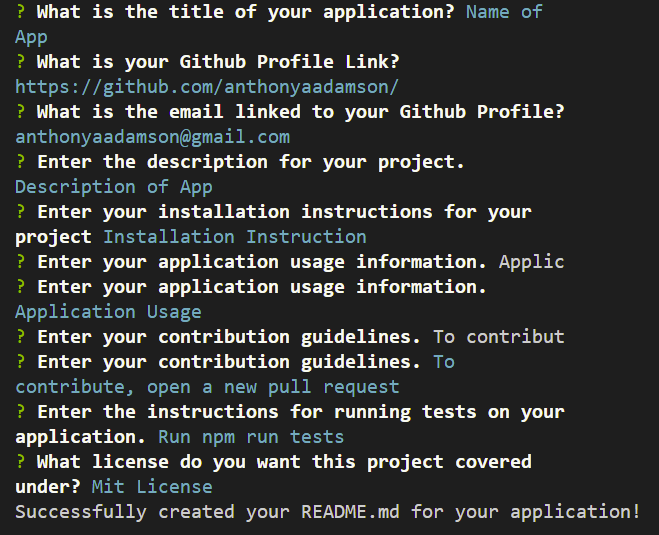 ? What is the title of your application? Name of
App
? What is your Github Profile Link?
https://github.com/anthonyaadamson/
? What is the email linked to your Github Profile?
anthonyaadamson@gmail.com
? Enter the description for your project.
Description of App
? Enter your installation instructions for your
project Installation Instruction
? Enter your application usage information. Applic
? Enter your application usage information.
Application Usage
? Enter your contribution guidelines. To contribut
? Enter your contribution guidelines. To
contribute, open a new pull request
? Enter the instructions for running tests on your
application. Run npm run tests
? What license do you want this project covered
under? Mit License
Successfully created your README.md for your application!